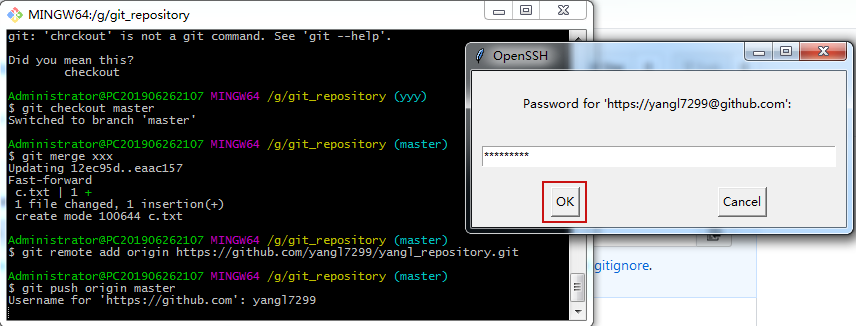 MINGW64:/g/git_repository
git: 'chrckout' is not a git command. See 'git --help'.
Did you mean this?
checkout
Administrator@PC201906262107 MINGW64 /g/git_repository (yyy)
$ git checkout master
Switched to branch 'master'
Administrator@PC201906262107 MINGW64 /g/git_repository (master)
$ git merge xxx
Updating 12ec95d..eaac157
Fast-forward
c.txt | 1 +
1 file changed, 1 insertion(+)
create mode 100644 c.txt
Administrator@PC201906262107 MINGW64 /g/git_repository (master)
$ git remote add origin https://github.com/yangl7299/yangl_repository.git
Administrator@PC201906262107 MINGW64 /g/git_repository (master)
$ git push origin master
Username for 'https://github.com': yangl7299
OpenSSH
Password for 'https://yangl7299@github.com':
*********
OK
Cancel
gitignore.